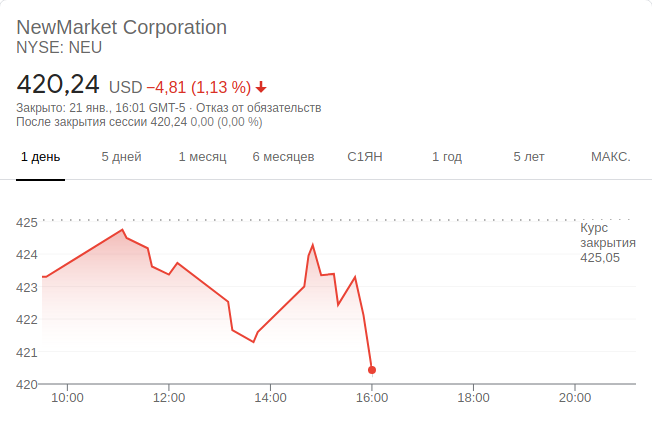 NewMarket Corporation
NYSE: NEU
420,24 USD −4,81 (1,13 %)
Закрыто: 21 янв., 16:01 GMT-5 · Отказ от обязательств
После закрытия сессии 420,24 0,00 (0,00 %)
1 день 5 дней 1 месяц 6 месяцев С1ЯН 1 год 5 лет МАКС.
425
Курс
закрытия
425,05
424
423
422
421
420
10:00 12:00 14:00 16:00 18:00 20:00